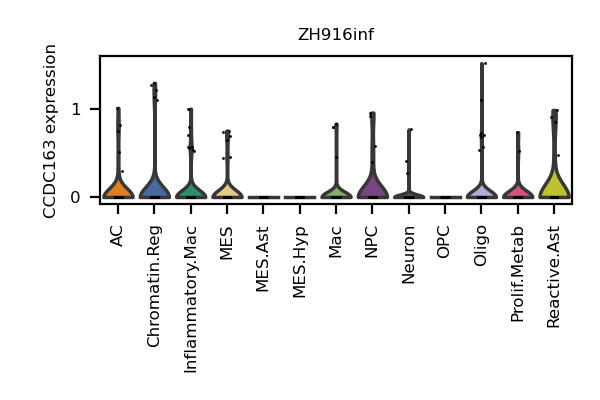 ZH916inf
CCDC163 expression
1
0
AC
Chromatin.Reg
Inflammatory.Mac
MES
MES.Ast
MES.Hyp
Mac
NPC
Neuron
OPC
Oligo
Prolif.Metab
Reactive.Ast